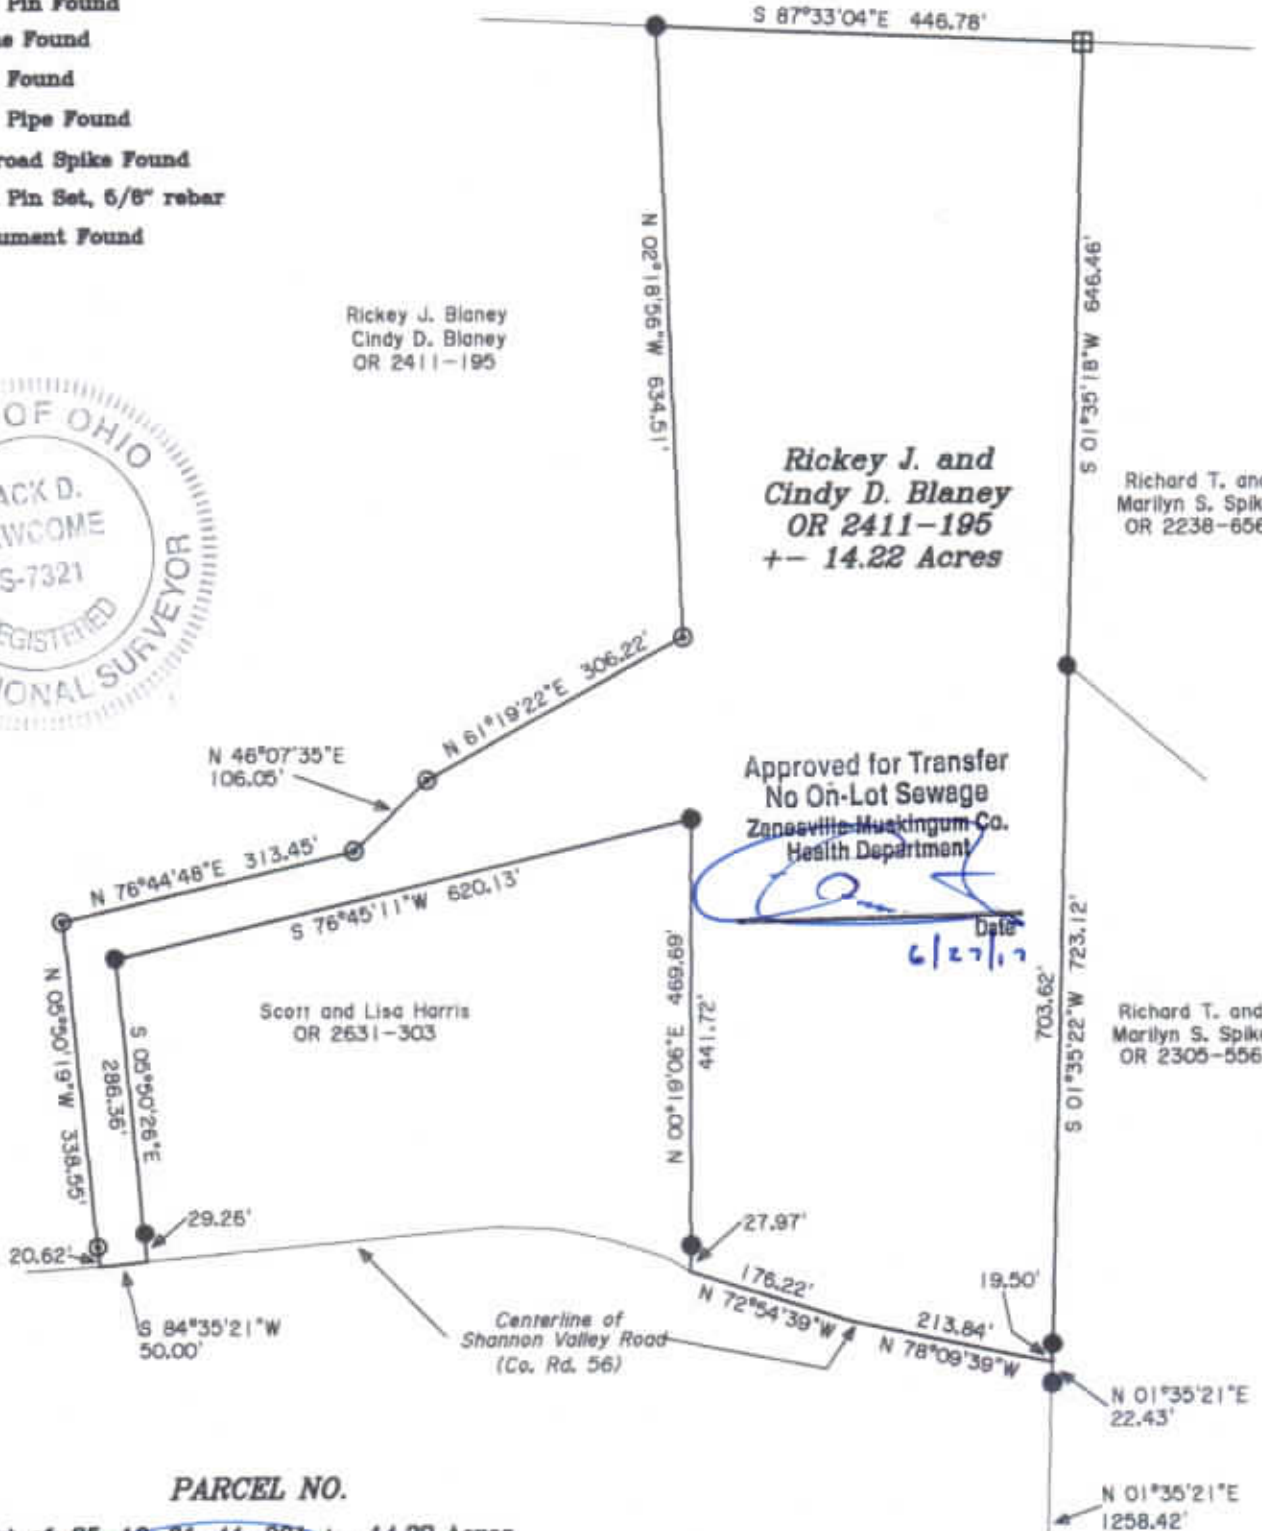 Pin Found
Found
Found
Pipe Found
Spike Found
Pin Set, 5/8" rebar
Found
S 87°33'04"E 446.78'
N 02°18'56"W 634.51'
S 01°35'18"W 646.46'
Rickey J. Blaney
Cindy D. Blaney
OR 2411-195
OF OHIO
D.
S-7321
SURVEYOR
Rickey J. and
Cindy D. Blaney
OR 2411-195
+- 14.22 Acres
Richard T. and
Marilyn S.
OR 2238-656
N 61°19'22"E 306.22'
N 46°07'35"E
106.05'
N 76°44'48"E 313.45'
S 76°45'11"W 620.13'
Approved for Transfer
No On-Lot Sewage
Zanesville-Muskingum Co.
Health Department
Date
6/27/17
N 05°50'19"W 338.55'
S 05°50'26"E
286.36'
Scott and Lisa Harris
OR 2631-303
N 00°19'06"E 469.69'
441.72'
703.62'
S 01°35'22"W 723.12'
Richard T. and
Marilyn S.
OR 2305-556
29.26'
20.62'
S 84°35'21"W
50.00'
27.97'
176.22'
N 72°54'39"W
19.50'
213.84'
N 78°09'39"W
Centerline of
Shannon Valley Road
(Co. Rd. 56)
N 01°35'21"E
22.43'
N 01°35'21"E
1258.42'
PARCEL NO.
Acres